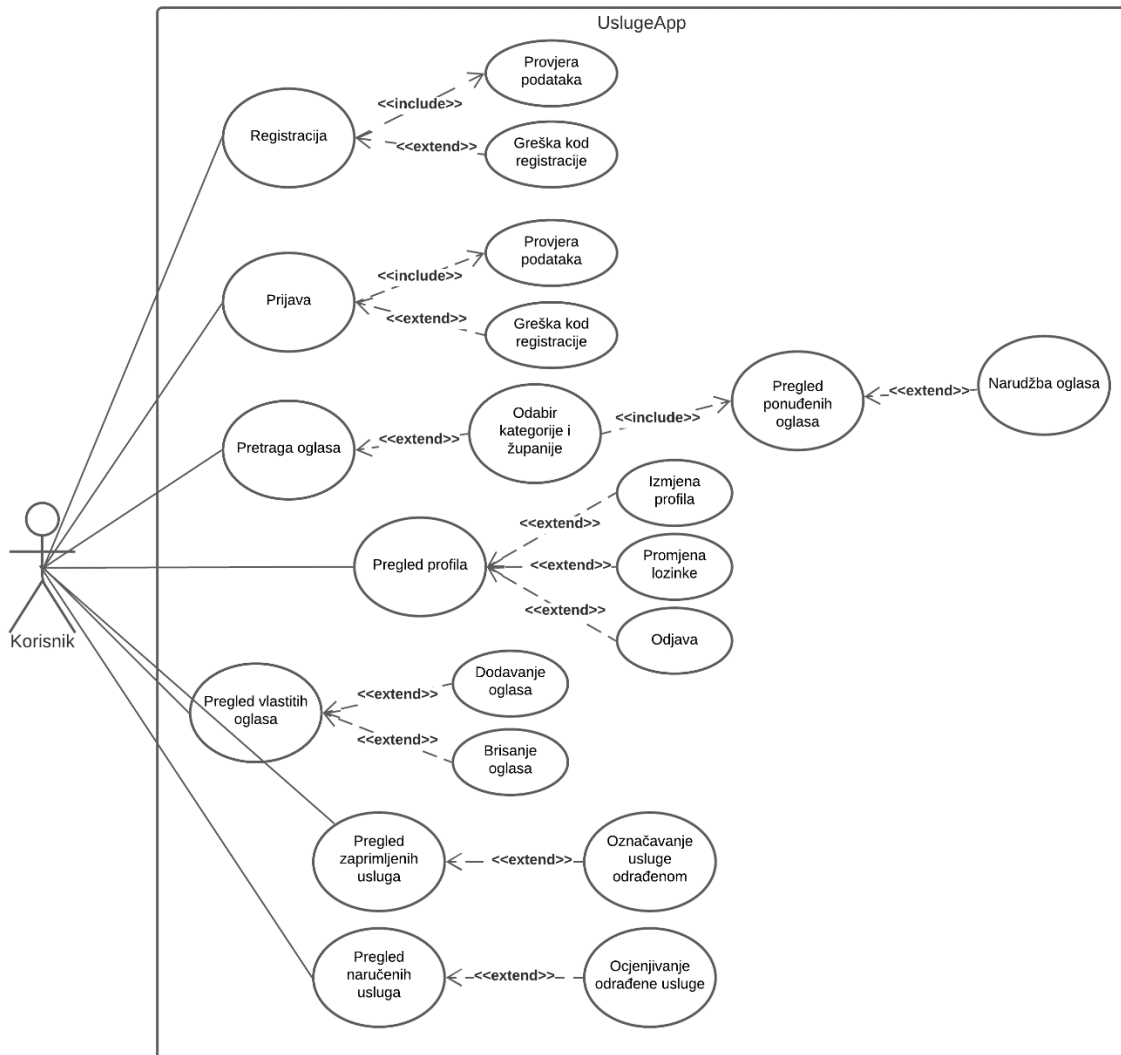 UslugeApp
Provjera
podataka
<<include>>
Registracija
<<extend>>
Greška kod
registracije
Provjera
podataka
<<include>>
Prijava
<<extend>>
Greška kod
registracije
Pretraga oglasa
<<extend>>
Odabir
kategorije i
županije
<<include>>
Pregled
ponuđenih
oglasa
<<extend>>
Narudžba oglasa
Izmjena
profila
<<extend>>
Pregled profila
<<extend>>
Promjena
lozinke
<<extend>>
Odjava
Korisnik
Pregled vlastitih
oglasa
<<extend>>
Dodavanje
oglasa
<<extend>>
Brisanje
oglasa
Pregled
zaprimljenih
usluga
<<extend>>
Označavanje
usluge
odrađenom
Pregled
naručenih
usluga
<<extend>>
Ocjenjivanje
odrađene usluge